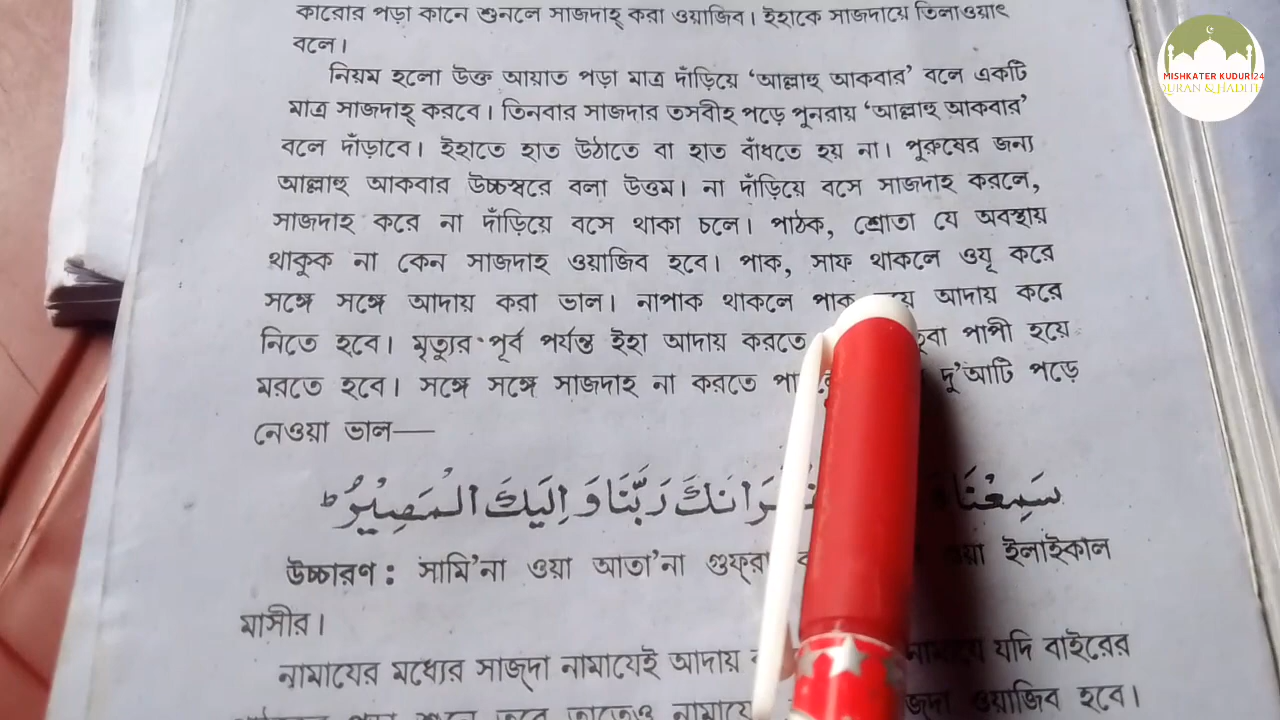 কারোর পড়া কানে শুনলে সাজদাহ্ করা ওয়াজিব। ইহাকে সাজদায়ে তিলাওয়াৎ
বলে।
নিয়ম হলো উক্ত আয়াত পড়া মাত্র দাঁড়িয়ে ‘আল্লাহু আকবার’ বলে একটি
মাত্র সাজদাহ্ করবে। তিনবার সাজদার তসবীহ পড়ে পুনরায় ‘আল্লাহু আকবার’
বলে দাঁড়াবে। ইহাতে হাত উঠাতে বা হাত বাঁধতে হয় না। পুরুষের জন্য
আল্লাহু আকবার উচ্চস্বরে বলা উত্তম। না দাঁড়িয়ে বসে সাজদাহ করলে,
সাজদাহ করে না দাঁড়িয়ে বসে থাকা চলে। পাঠক, শ্রোতা যে অবস্থায়
থাকুক না কেন সাজদাহ ওয়াজিব হবে। পাক, সাফ থাকলে ওযূ করে
সঙ্গে সঙ্গে আদায় করা ভাল। নাপাক থাকলে পাক আদায় করে
নিতে হবে। মৃত্যুর পূর্ব পর্যন্ত ইহা আদায় করতে পাপী হয়ে
মরতে হবে। সঙ্গে সঙ্গে সাজদাহ না করতে দু’আটি পড়ে
নেওয়া ভাল—
سَمِعْنَا رَبَّنَا وَ اِلَيْكَ الْمَصِيْرُ
উচ্চারণ : সামি’না ওয়া আতা’না ইলাইকাল
মাসীর।
নামাযের মধ্যের সাজ্দা নামাযেই আদায় যদি বাইরের
নামাযে ওয়াজিব হবে।
MISHKATER KUDURI24
QURAN & HADITH